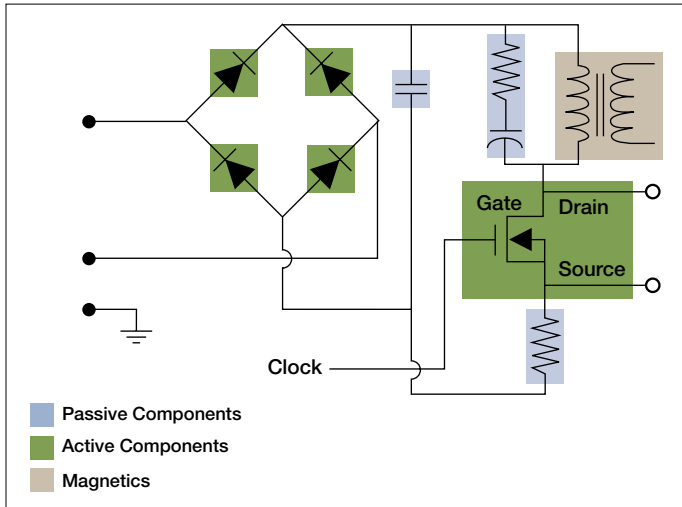 Gate
Drain
Source
Clock
Passive Components
Active Components
Magnetics